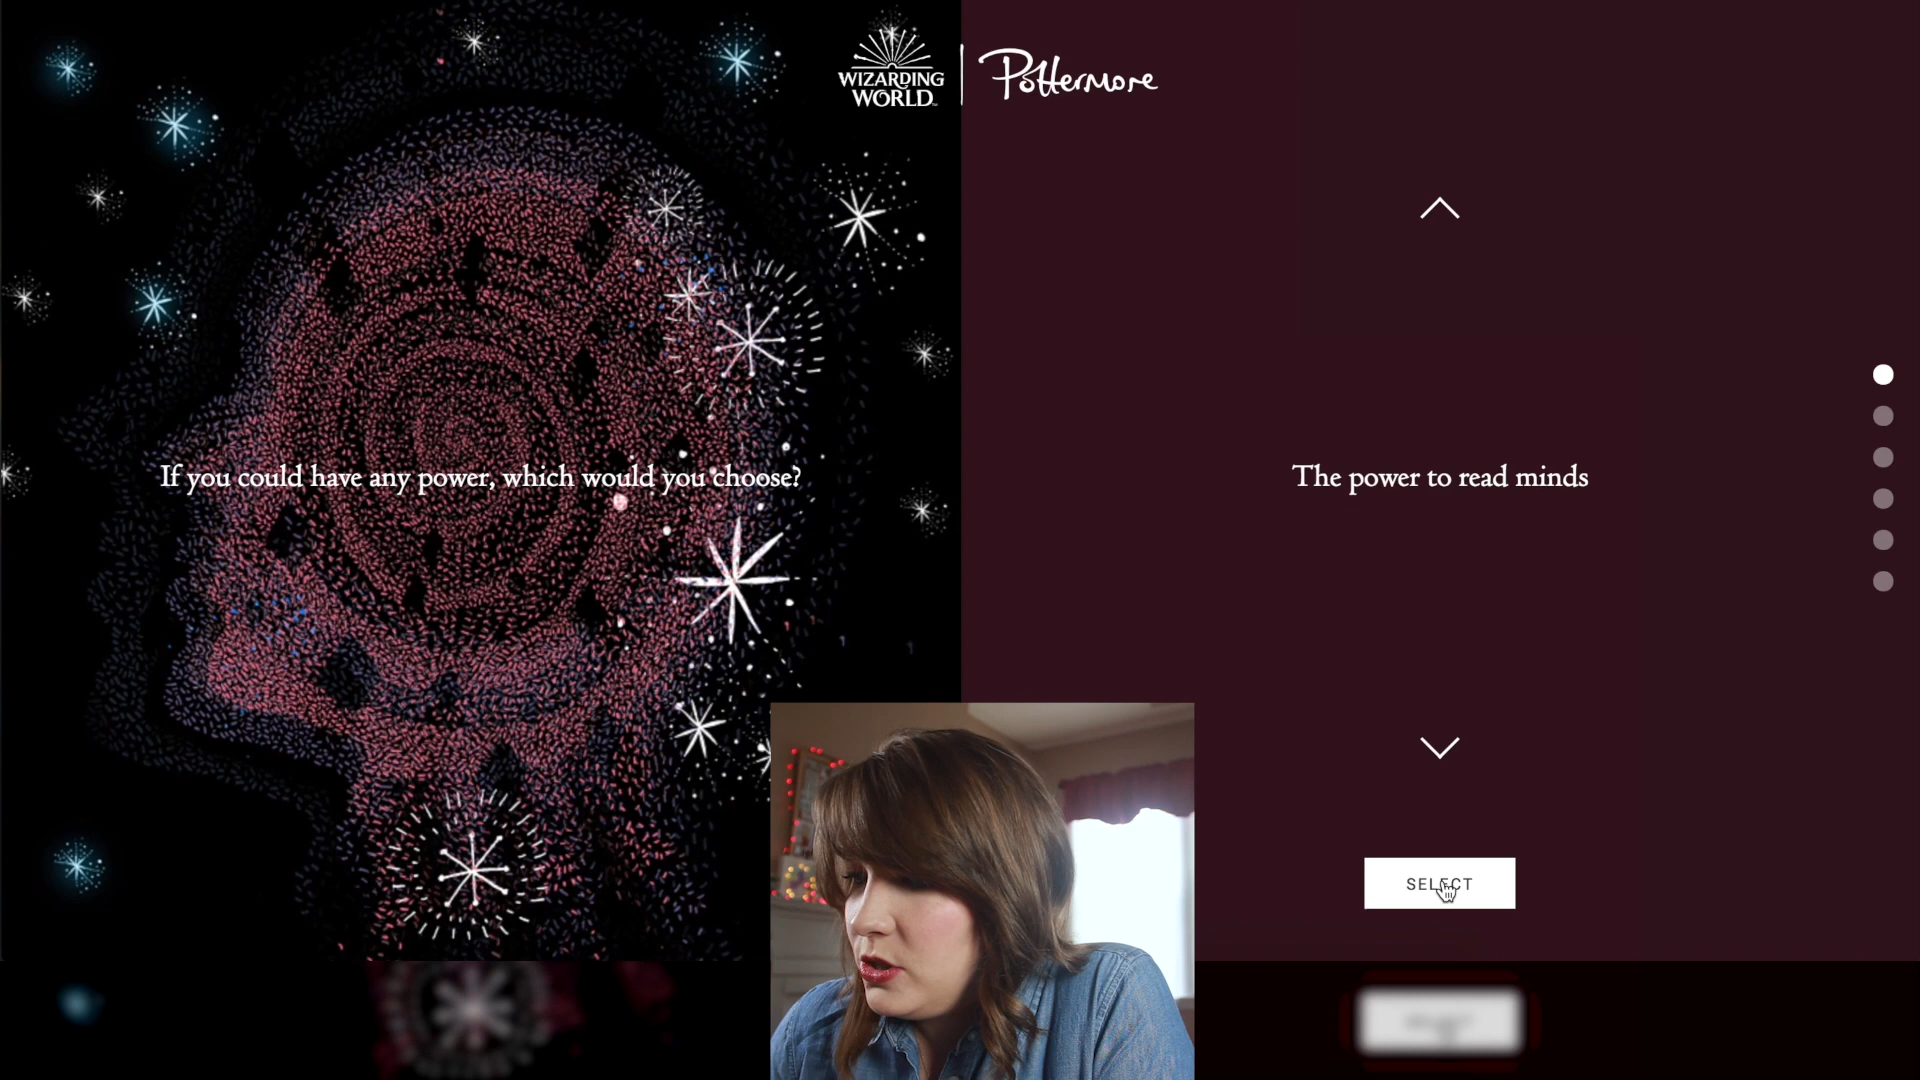 WIZARDING
WORLD
Pottermore
If you could have any power, which would you choose?
The power to read minds
SELECT